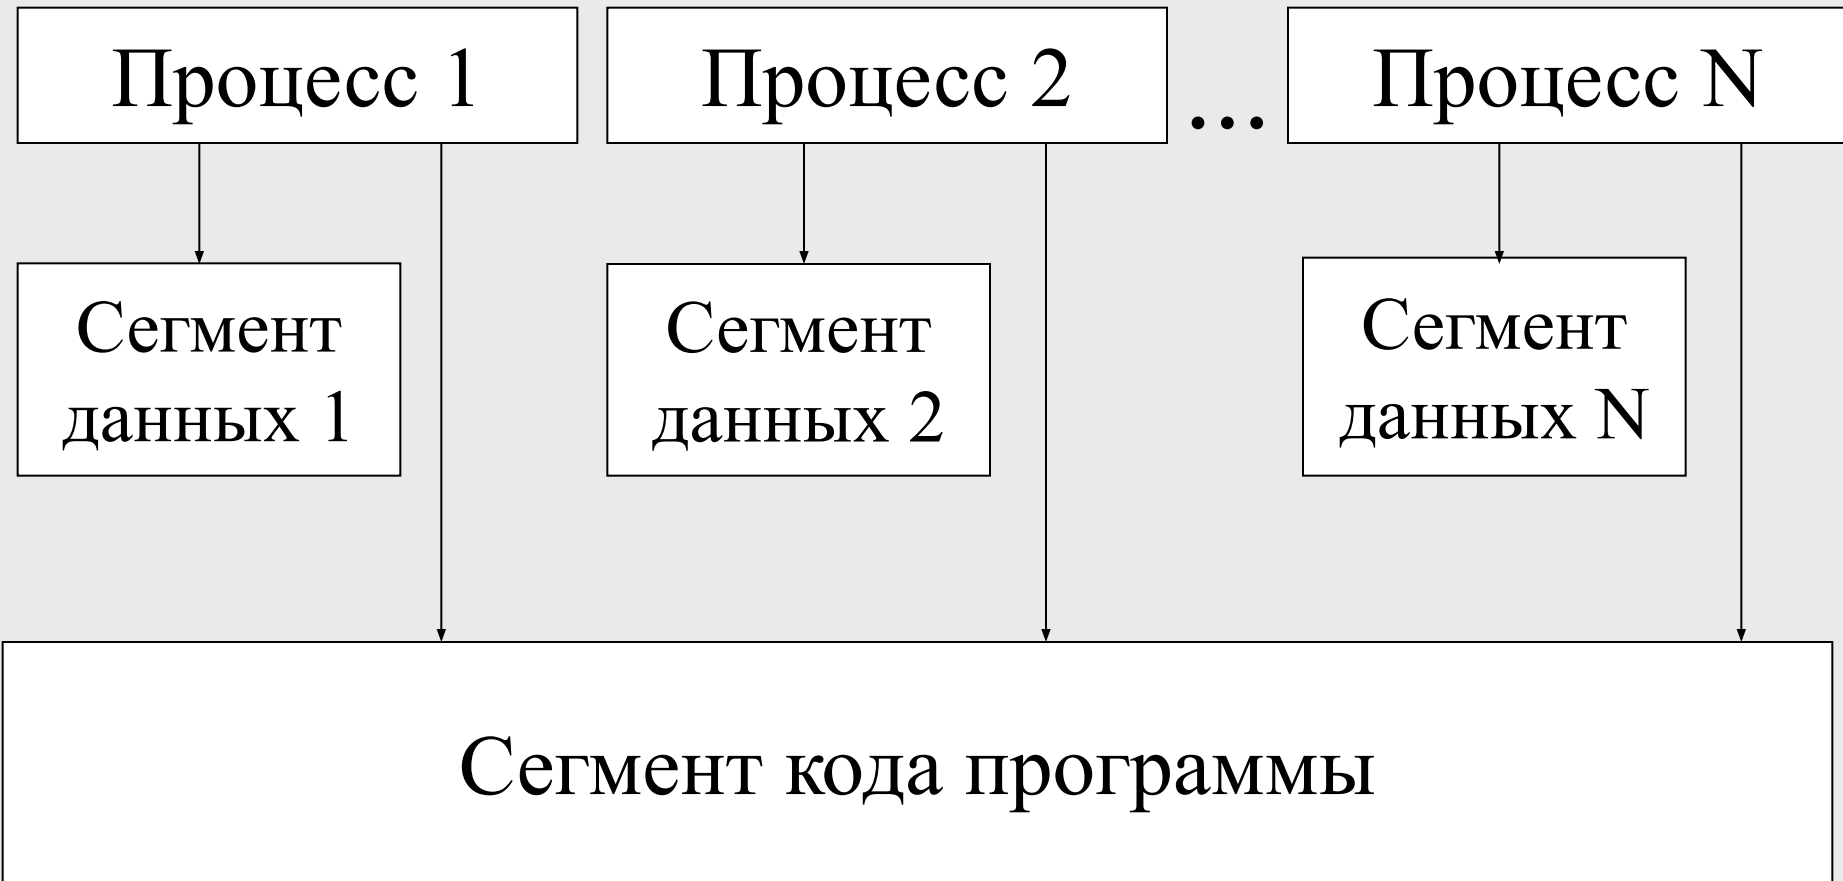 Процесс 1
Процесс 2
...
Процесс N
Сегмент
данных 1
Сегмент
данных 2
Сегмент
данных N
Сегмент кода программы